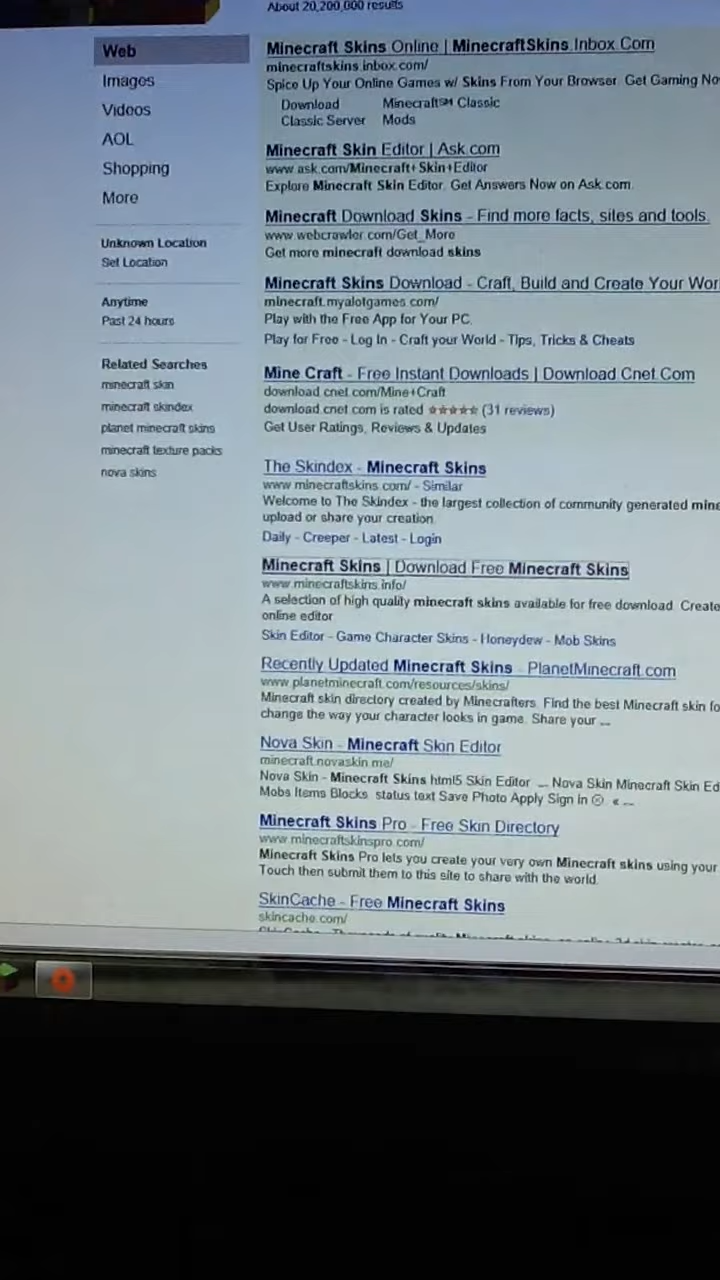 About 20,200,000 results
Web
Images
Videos
AOL
Shopping
More
Unknown Location
Set Location
Anytime
Past 24 hours
Related Searches
minecraft skin
minecraft skindex
planet minecraft skins
minecraft texture packs
nova skins
Minecraft Skins Online | MinecraftSkins.Inbox.Com
minecraftskins.inbox.com/
Spice Up Your Online Games w/ Skins From Your Browser. Get Gaming
Download Minecraft℠ Classic
Classic Server Mods
Minecraft Skin Editor | Ask.com
www.ask.com/Minecraft+Skin+Editor
Explore Minecraft Skin Editor. Get Answers Now on Ask.com.
Minecraft Download Skins - Find more facts, sites and tools.
www.webcrawler.com/Get_More
Get more minecraft download skins
Minecraft Skins Download - Craft, Build and Create Your
minecraft.myalotgames.com/
Play with the Free App for Your PC.
Play for Free - Log In - Craft your World - Tips, Tricks & Cheats
Mine Craft - Free Instant Downloads | Download.Cnet.Com
download.cnet.com/Mine+Craft
download.cnet.com is rated ★★★★★ (31 reviews)
Get User Ratings, Reviews & Updates
The Skindex - Minecraft Skins
www.minecraftskins.com/ - Similar
Welcome to The Skindex - the largest collection of community generated
upload or share your creation.
Daily - Creeper - Latest - Login
Minecraft Skins | Download Free Minecraft Skins
www.minecraftskins.info/
A selection of high quality minecraft skins available for free download. Create
online editor.
Skin Editor - Game Character Skins - Honeydew - Mob Skins
Recently Updated Minecraft Skins - PlanetMinecraft.com
www.planetminecraft.com/resources/skins/
Minecraft skin directory created by Minecrafters. Find the best Minecraft skin
change the way your character looks in game. Share your ...
Nova Skin - Minecraft Skin Editor
minecraft.novaskin.me/
Nova Skin - Minecraft Skins html5 Skin Editor ... Nova Skin Minecraft Skin
Mobs Items Blocks. status text Save Photo Apply Sign in ☹. « ...
Minecraft Skins Pro - Free Skin Directory
www.minecraftskinspro.com/
Minecraft Skins Pro lets you create your very own Minecraft skins using your
Touch then submit them to this site to share with the world.
SkinCache - Free Minecraft Skins
skincache.com/